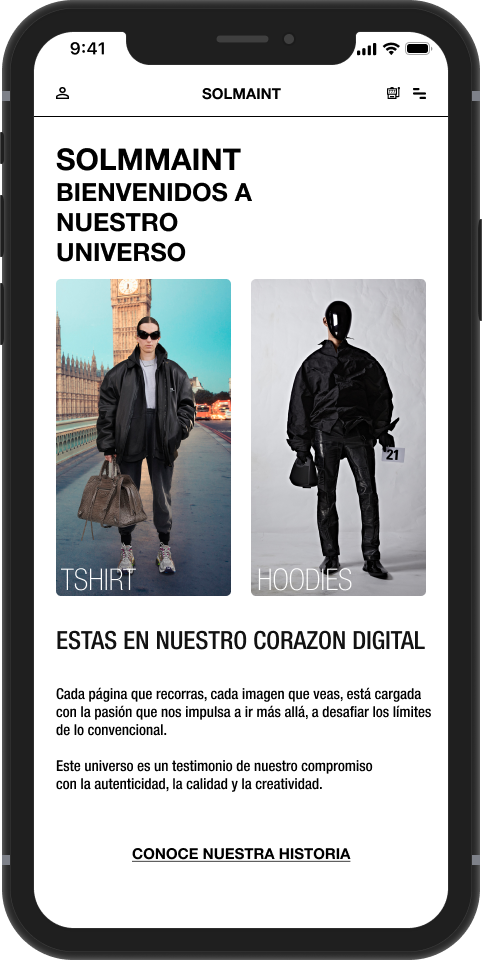 9:41
SOLMAINT
SOLMMAINT
BIENVENIDOS A
NUESTRO
UNIVERSO
21
TSHIRT
HOODIES
ESTAS EN NUESTRO CORAZON DIGITAL
Cada página que recorras, cada imagen que veas, está cargada
con la pasión que nos impulsa a ir más allá, a desafiar los límites
de lo convencional.
Este universo es un testimonio de nuestro compromiso
con la autenticidad, la calidad y la creatividad.
CONOCE NUESTRA HISTORIA